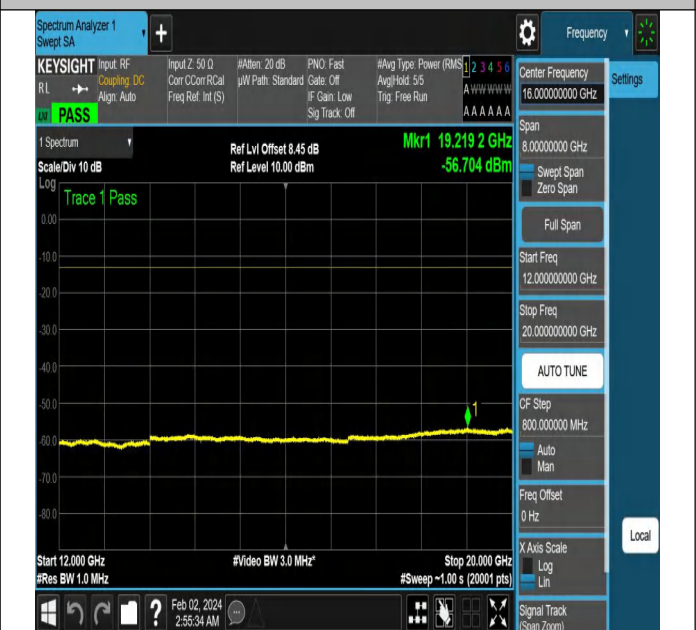 Spectrum Analyzer 1
Swept SA
+
Frequency
KEYSIGHT
RL
LXI
PASS
Input: RF
Coupling: DC
Align: Auto
Input Z: 50 Ω
Corr CCorr RCal
Freq Ref: Int (S)
#Atten: 20 dB
µW Path: Standard
PNO: Fast
Gate: Off
IF Gain: Low
Sig Track: Off
#Avg Type: Power (RMS
Avg|Hold: 5/5
Trig: Free Run
1 2 3 4 5 6
A W W W W W
A A A A A A
1 Spectrum
Scale/Div 10 dB
Ref Lvl Offset 8.45 dB
Ref Level 10.00 dBm
Mkr1 19.219 2 GHz
-56.704 dBm
Log
Trace 1 Pass
0.00
-10.0
-20.0
-30.0
-40.0
-50.0
-60.0
-70.0
-80.0
1
Start 12.000 GHz
#Res BW 1.0 MHz
#Video BW 3.0 MHz*
Stop 20.000 GHz
#Sweep ~1.00 s (20001 pts)
Center Frequency
16.000000000 GHz
Span
8.00000000 GHz
Swept Span
Zero Span
Full Span
Start Freq
12.000000000 GHz
Stop Freq
20.000000000 GHz
AUTO TUNE
CF Step
800.000000 MHz
Auto
Man
Freq Offset
0 Hz
X Axis Scale
Log
Lin
Signal Track
(Span Zoom)
Settings
Local
?
Feb 02, 2024
2:55:34 AM